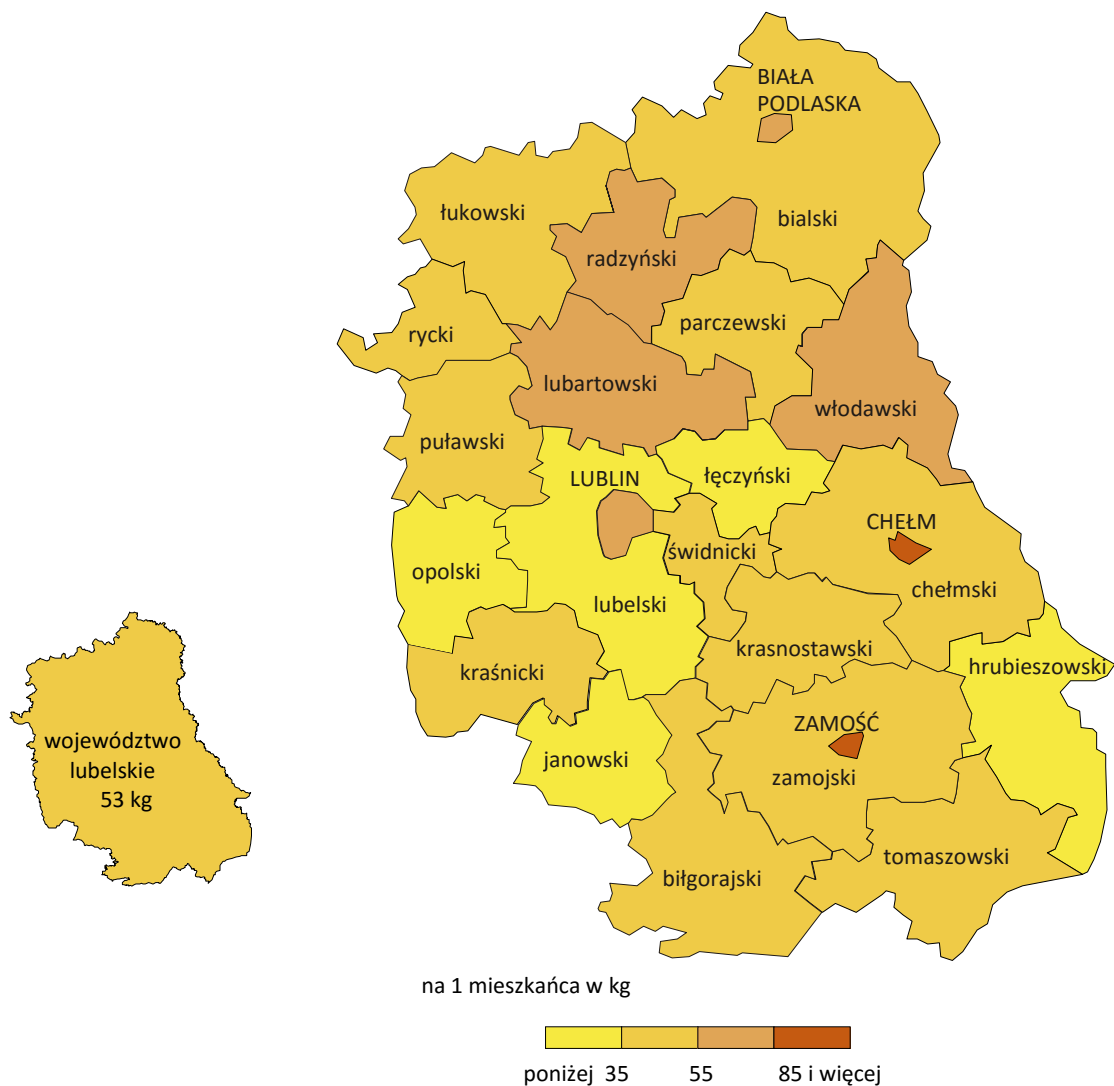 BIAŁA
PODLASKA
łukowski
bialski
radzyński
rycki
parczewski
lubartowski
włodawski
puławski
LUBLIN
łęczyński
CHEŁM
świdnicki
opolski
chełmski
lubelski
krasnostawski
hrubieszowski
kraśnicki
ZAMOŚĆ
województwo
lubelskie
53 kg
janowski
zamojski
tomaszowski
biłgorajski
na 1 mieszkańca w kg
poniżej 35 55 85 i więcej